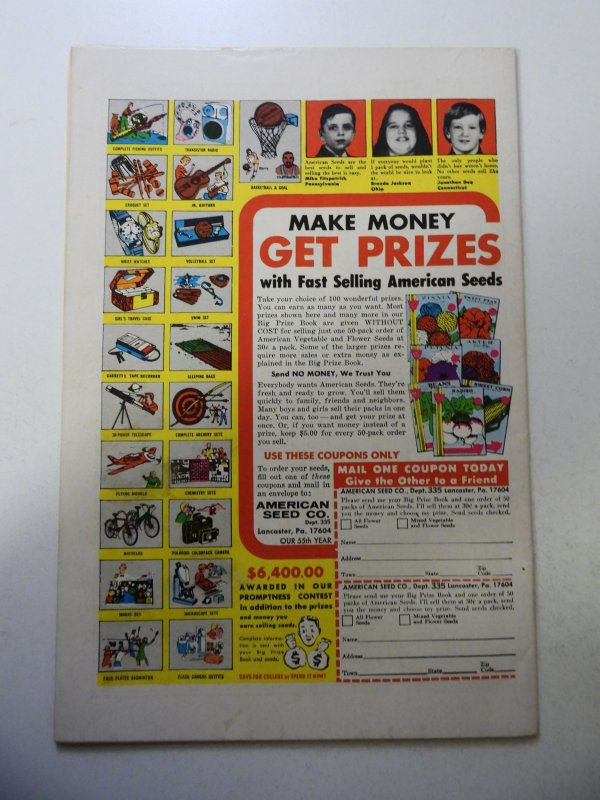 COMPLETE FISHING OUTFITS
TRANSISTOR RADIO
CROQUET SET
JR. GUITARS
WRIST WATCHES
VOLLEYBALL SET
GIRL'S TRAVEL CASE
SWIM SET
CASSETTE TAPE RECORDER
SLEEPING BAGS
30-POWER TELESCOPE
COMPLETE ARCHERY SETS
FLYING MODELS
CHEMISTRY SETS
BICYCLES
POLAROID COLORPACK CAMERA
MAGIC SET
MICROSCOPE SETS
FOUR PLAYER BADMINTON
FLASH CAMERA OUTFITS
BASKETBALL & GOAL
American Seeds are the
best seeds to sell and
selling the best is easy.
Mike Fitzpatrick
Pennsylvania
If everyone would plant
1 pack of seeds, wouldn't
the world be nice to look
at.
Brenda Jackson
Ohio
The only people who
didn't buy weren't home.
No other seeds sell like
yours.
Jonathan Dee
Connecticut
MAKE MONEY
GET PRIZES
with Fast Selling American Seeds
Take your choice of 100 wonderful prizes.
You can earn as many as you want. Most
prizes shown here and many more in our
Big Prize Book are given WITHOUT
COST for selling just one 50-pack order of
American Vegetable and Flower Seeds at
30¢ a pack. Some of the larger prizes re-
quire more sales or extra money as ex-
plained in the Big Prize Book.
Send NO MONEY, We Trust You
Everybody wants American Seeds. They're
fresh and ready to grow. You'll sell them
quickly to family, friends and neighbors.
Many boys and girls sell their packs in one
day. You can, too — and get your prize at
once. Or, if you want money instead of a
prize, keep $5.00 for every 50-pack order
you sell.
ZINNIA
SWEET PEAS
ASTER
BEANS
RADISH
SWEET CORN
USE THESE COUPONS ONLY
To order your seeds,
fill out one of these
coupons and mail in
an envelope to:
AMERICAN
SEED CO.
Dept. 335
Lancaster, Pa. 17604
OUR 55th YEAR
MAIL ONE COUPON TODAY
Give the Other to a Friend
AMERICAN SEED CO., Dept. 335 Lancaster, Pa. 17604
Please send me your Big Prize Book and one order of 50
packs of American Seeds. I'll sell them at 30¢ a pack, send
you the money and choose my prize. Send seeds checked.
All Flower Seeds
Mixed Vegetable and Flower Seeds
Name
Address
Town State Zip Code
AMERICAN SEED CO., Dept. 335 Lancaster, Pa. 17604
Please send me your Big Prize Book and one order of 50
packs of American Seeds. I'll sell them at 30¢ a pack, send
you the money and choose my prize. Send seeds checked.
All Flower Seeds
Mixed Vegetable and Flower Seeds
Name
Address
Town State Zip Code
$6,400.00
AWARDED IN OUR
PROMPTNESS CONTEST
In addition to the prizes
and money you
earn selling seeds.
Complete informa-
tion is sent with
your Big Prize
Book and seeds.
$ $
SAVE FOR COLLEGE or SPEND IT NOW!